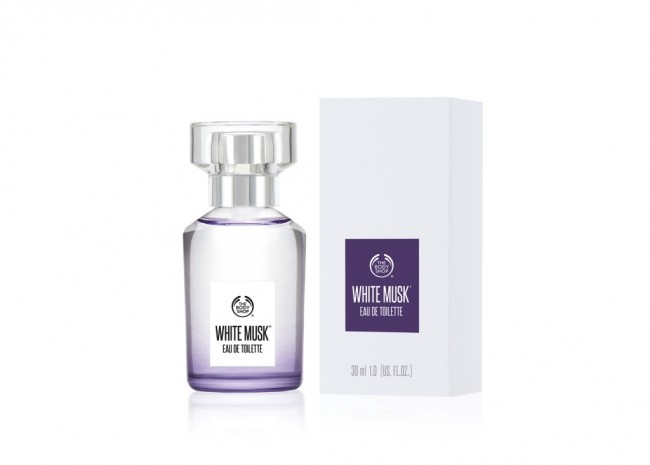 THE
BODY
SHOP
WHITE MUSK
EAU DE TOILETTE
THE
BODY
SHOP
WHITE MUSK
EAU DE TOILETTE
30 ml 1.0 (US. FL.OZ.)